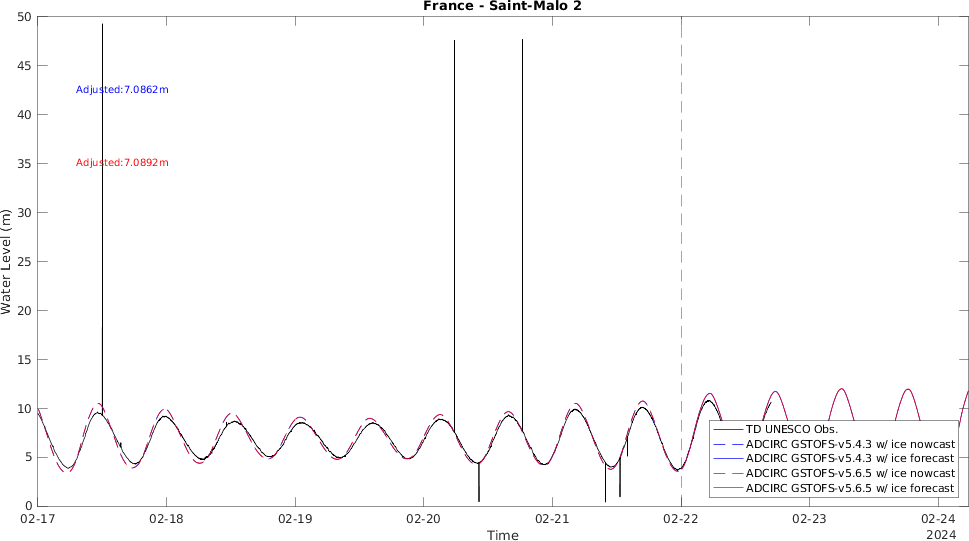 France - Saint-Malo 2
50
45
40
35
30
25
20
15
10
5
0
Water Level (m)
Adjusted:7.0862m
Adjusted:7.0892m
TD UNESCO Obs.
ADCIRC GSTOFS-v5.4.3 w/ ice nowcast
ADCIRC GSTOFS-v5.4.3 w/ ice forecast
ADCIRC GSTOFS-v5.6.5 w/ ice nowcast
ADCIRC GSTOFS-v5.6.5 w/ ice forecast
02-17 02-18 02-19 02-20 02-21 02-22 02-23 02-24
Time
2024